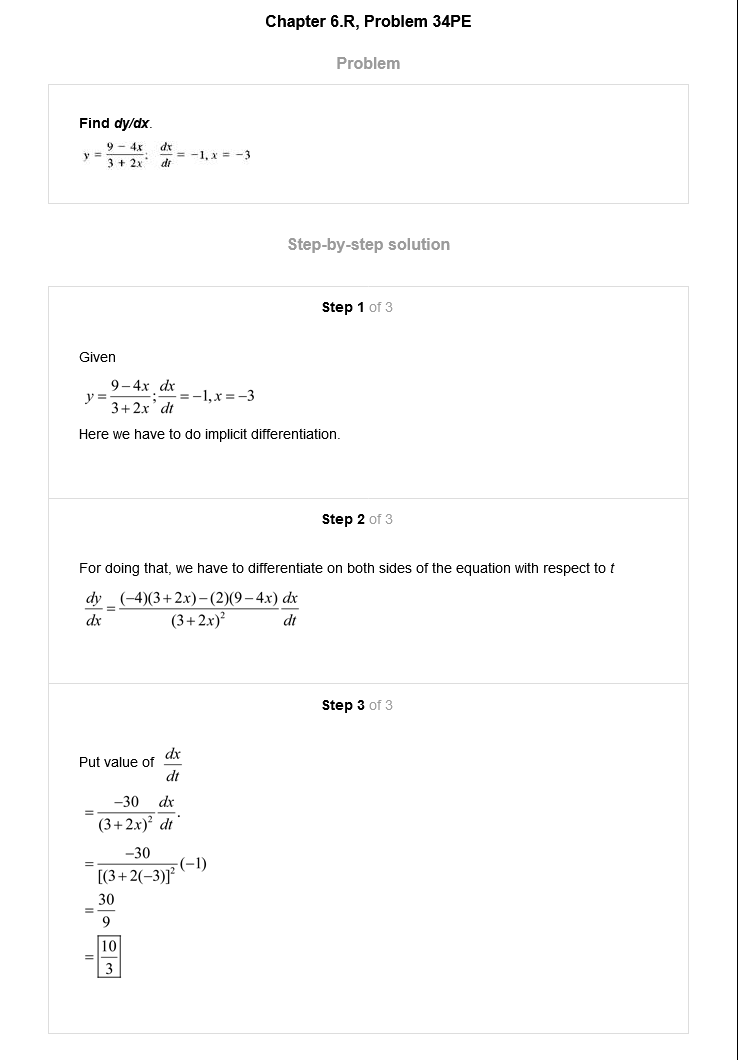 Chapter 6.R, Problem 34PE
Problem
Find dy/dx.
y = \frac{9 - 4x}{3 + 2x}; \frac{dx}{dt} = -1, x = -3
Step-by-step solution
Step 1 of 3
Given
y = \frac{9-4x}{3+2x}; \frac{dx}{dt} = -1, x = -3
Here we have to do implicit differentiation.
Step 2 of 3
For doing that, we have to differentiate on both sides of the equation with respect to t
\frac{dy}{dx} = \frac{(-4)(3+2x)-(2)(9-4x)}{(3+2x)^2} \frac{dx}{dt}
Step 3 of 3
Put value of \frac{dx}{dt}
= \frac{-30}{(3+2x)^2} \frac{dx}{dt}.
= \frac{-30}{[(3+2(-3)]^2} (-1)
= \frac{30}{9}
= \boxed{\frac{10}{3}}